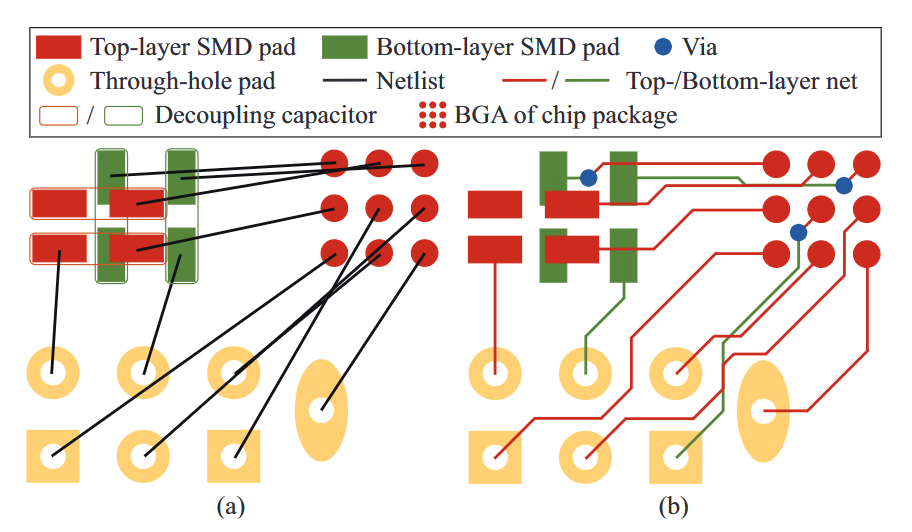 Top-layer SMD pad Bottom-layer SMD pad Via
Through-hole pad Netlist / Top-/Bottom-layer net
/ Decoupling capacitor BGA of chip package
(a) (b)